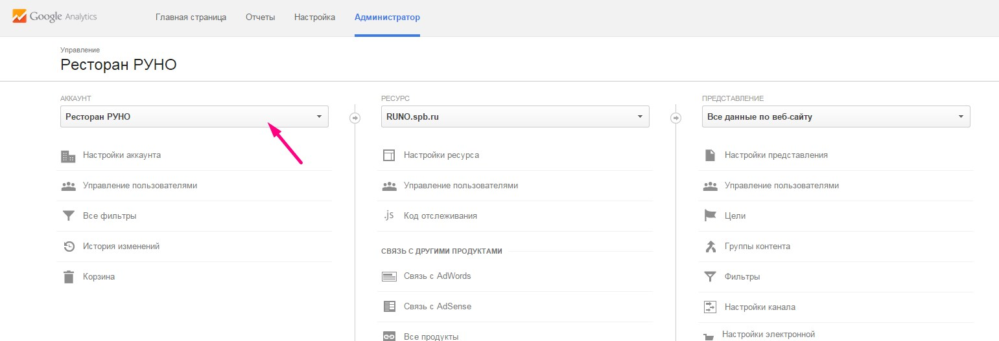 Google Analytics
Главная страница
Отчеты
Настройка
Администратор
Управление
Ресторан РУНО
АККАУНТ
Ресторан РУНО
Настройки аккаунта
Управление пользователями
Все фильтры
История изменений
Корзина
РЕСУРС
RUNO.spb.ru
Настройки ресурса
Управление пользователями
.js Код отслеживания
СВЯЗЬ С ДРУГИМИ ПРОДУКТАМИ
Связь с AdWords
Связь с AdSense
Все продукты
ПРЕДСТАВЛЕНИЕ
Все данные по веб-сайту
Настройки представления
Управление пользователями
Цели
Группы контента
Фильтры
Настройки канала
Настройки электронной